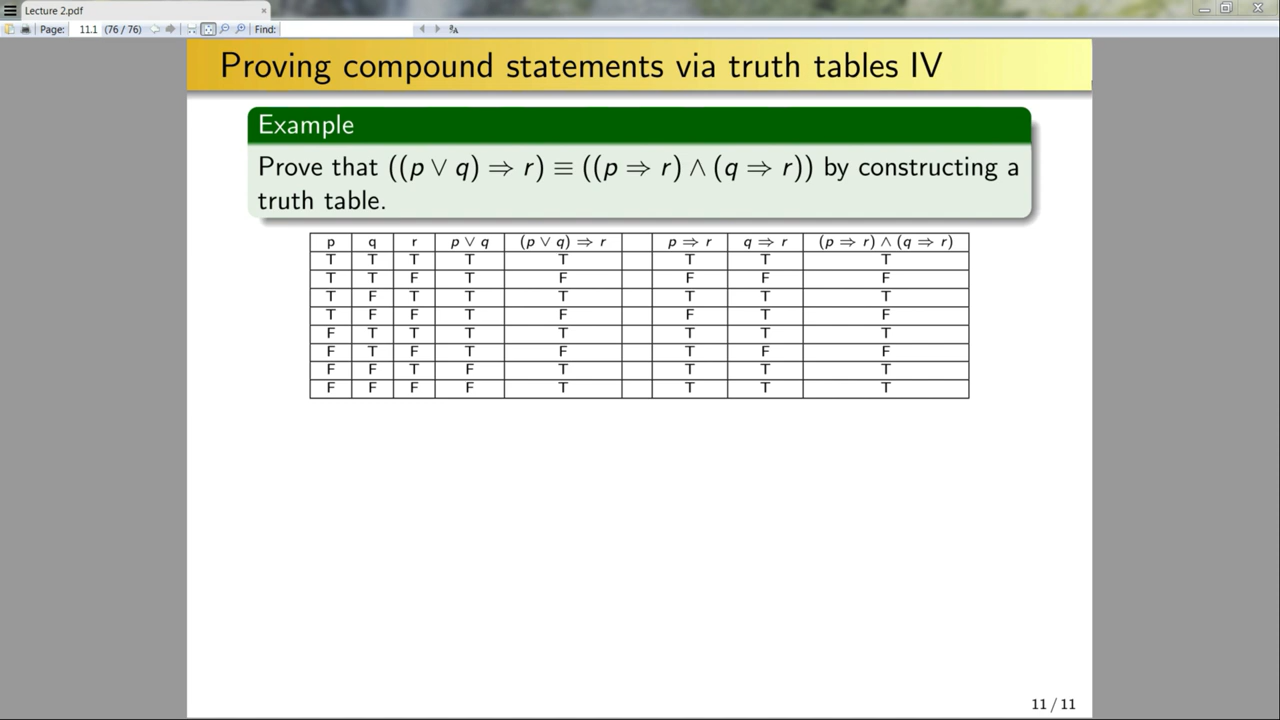 Lecture 2.pdf ×
Page: 11.1 (76 / 76) Find:
Proving compound statements via truth tables IV
Example
Prove that ((p ∨ q) ⇒ r) ≡ ((p ⇒ r) ∧ (q ⇒ r)) by constructing a
truth table.
p q r p ∨ q (p ∨ q) ⇒ r p ⇒ r q ⇒ r (p ⇒ r) ∧ (q ⇒ r)
T T T T T T T T
T T F T F F F F
T F T T T T T T
T F F T F F T F
F T T T T T T T
F T F T F T F F
F F T F T T T T
F F F F T T T T
11 / 11